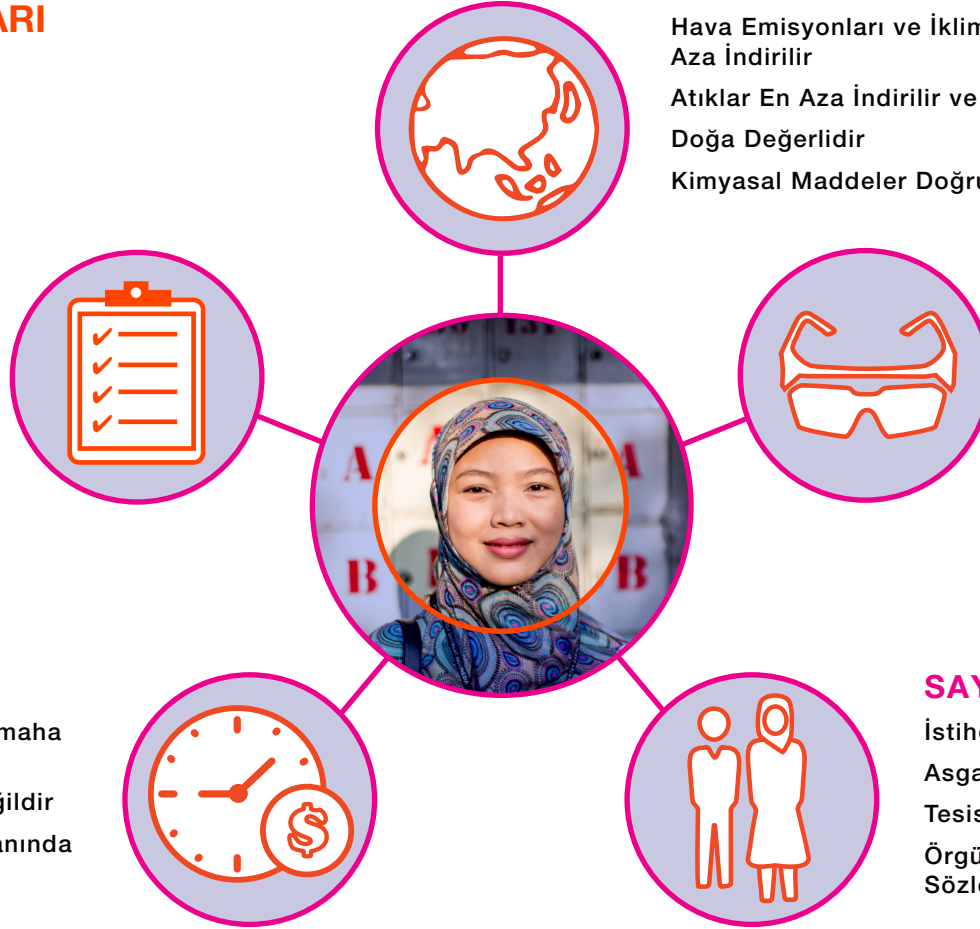 ARI
Hava Emisyonları ve İklim
Aza İndirilir
Atıklar En Aza İndirilir ve
Doğa Değerlidir
Kimyasal Maddeler Doğru
A
A
B
B
maha
ğildir
anında
$
SAY
İstih
Asga
Tesis
Örgü
Sözle